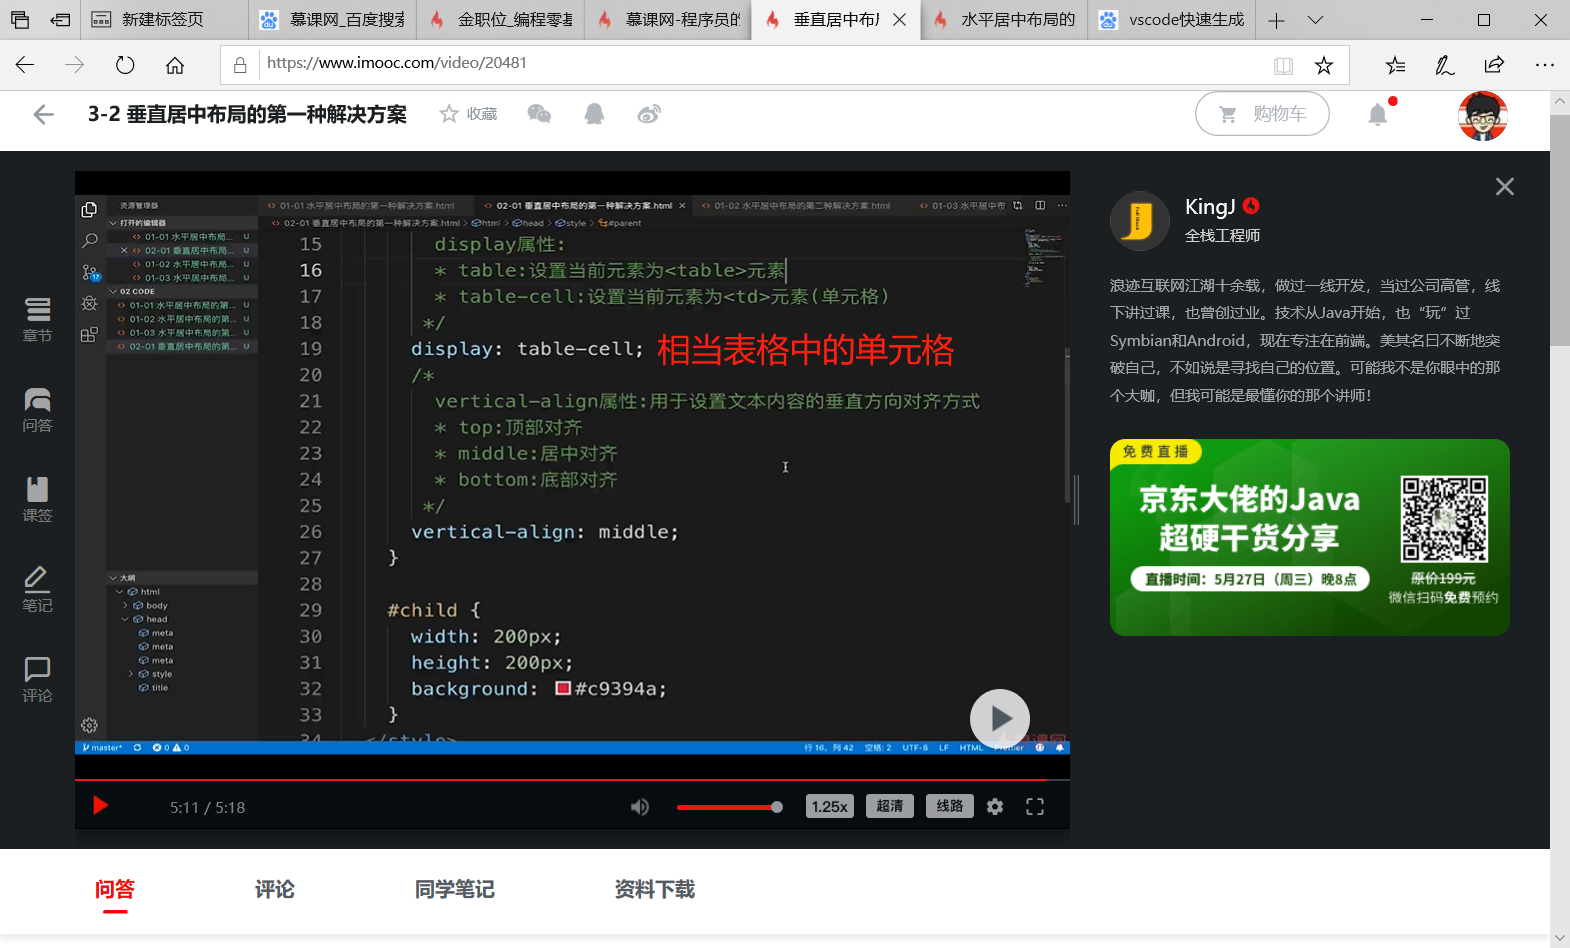 新建标签页
慕课网_百度搜索
金职位_编程零基
慕课网-程序员的
垂直居中布局
水平居中布局的
vscode快速生成
https://www.imooc.com/video/20481
3-2 垂直居中布局的第一种解决方案
收藏
购物车
章节
问答
课签
笔记
评论
资源管理器
打开的编辑器
01-01 水平居中布局... U
02-01 垂直居中布局... U
01-02 水平居中布局... U
01-03 水平居中布局... U
02 CODE
01-01 水平居中布局的第... U
01-02 水平居中布局的第... U
01-03 水平居中布局的第... U
02-01 垂直居中布局的第... U
17
大纲
html
body
head
meta
meta
meta
style
title
01-01 水平居中布局的第一种解决方案.html
02-01 垂直居中布局的第一种解决方案.html
01-02 水平居中布局的第二种解决方案.html
01-03 水平居中布
02-01 垂直居中布局的第一种解决方案.html > html > head > style > #parent
15 display属性:
16 * table:设置当前元素为<table>元素
17 * table-cell:设置当前元素为<td>元素(单元格)
18 */
19 display: table-cell; 相当表格中的单元格
20 /*
21 vertical-align属性:用于设置文本内容的垂直方向对齐方式
22 * top:顶部对齐
23 * middle:居中对齐
24 * bottom:底部对齐
25 */
26 vertical-align: middle;
27 }
28
29 #child {
30 width: 200px;
31 height: 200px;
32 background: #c9394a;
33 }
34 </style>
master* 0 0 行 16, 列 42 空格: 2 UTF-8 LF HTML Prettier
5:11 / 5:18
1.25x
超清
线路
KingJ
全栈工程师
浪迹互联网江湖十余载，做过一线开发，当过公司高管，线
下讲过课，也曾创过业。技术从Java开始，也“玩”过
Symbian和Android，现在专注在前端。美其名曰不断地突
破自己，不如说是寻找自己的位置。可能我不是你眼中的那
个大咖，但我可能是最懂你的那个讲师！
免费直播
京东大佬的Java
超硬干货分享
直播时间：5月27日（周三）晚8点
原价199元
微信扫码免费预约
问答
评论
同学笔记
资料下载